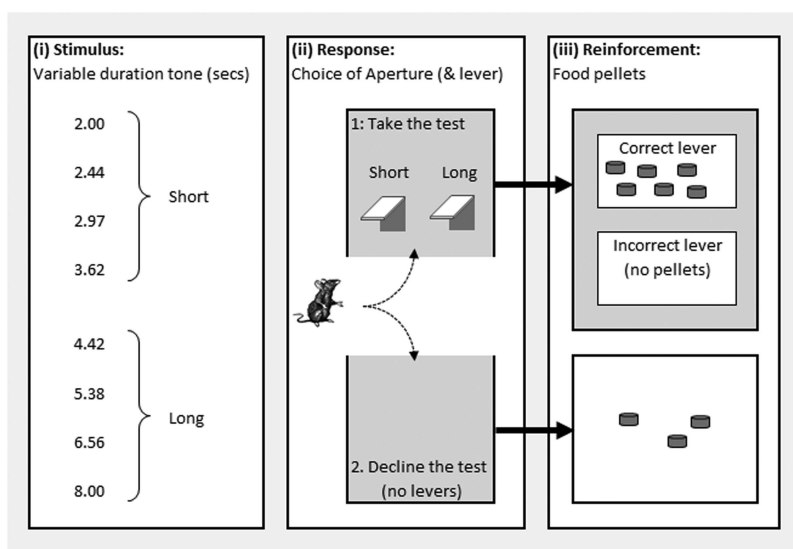 (i) Stimulus:
Variable duration tone (secs)
2.00
2.44
2.97
3.62
Short
4.42
5.38
6.56
8.00
Long
(ii) Response:
Choice of Aperture (& lever)
1: Take the test
Short Long
2. Decline the test
(no levers)
(iii) Reinforcement:
Food pellets
Correct lever
Incorrect lever
(no pellets)